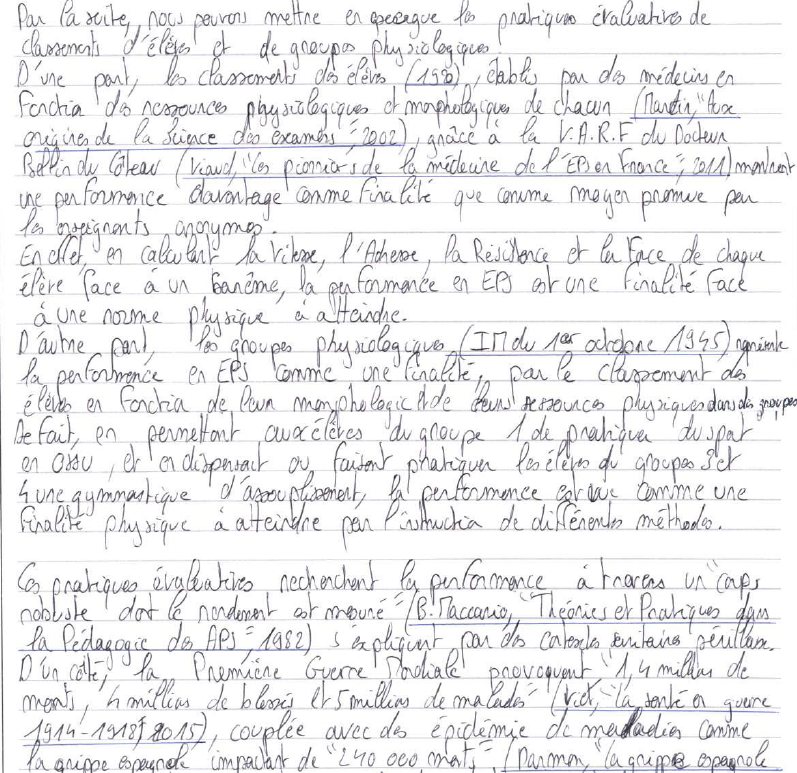 Par la suite, nous pouvons mettre en exergue les pratiques évaluatives de
classements d'élèves et de groupes physiologiques.
D'une part, les classements des élèves , établis par des médecins en
fonction des ressources physiologiques et morphologiques de chacun (Martin, "Aux
origines de la Science des examens", 2002), grâce à la V.A.R.F du Docteur
Bellin du Côteau (Viaud, "Les pionniers de la médecine de l'EPS en France", 2011) montrent
une performance davantage comme finalité que comme moyen promue par
les enseignants anonymes.
En effet, en calculant la Vitesse, l'Adresse, la Résistance et la Force de chaque
élève face à un barème, la performance en EPS est une finalité face
à une norme physique à atteindre.
D'autre part, les groupes physiologiques (IM du 1er octobre 1945) représente
la performance en EPS comme une finalité, par le classement des
élèves en fonction de leur morphologie et de leurs ressources physiques dans des groupes
De fait, en permettant aux élèves du groupe 1 de pratiquer du sport
en ASSU, et en dispensant ou faisant pratiquer les élèves du groupes 3 et
4 une gymnastique d'assouplissement, la performance est vue comme une
finalité physique à atteindre par l'instruction de différentes méthodes.
Ces pratiques évaluatives recherchent la performance à travers un "corps
robuste dont le rendement est mesuré" (B. Maccario, "Théories et Pratiques dans
la Pédagogie des APS", 1982) s'expliquent par des contextes sanitaires périlleux.
D'un côté, la Première Guerre Mondiale provoquent "1,4 millions de
morts, 4 millions de blessés et 5 millions de malades" (Viet, "la santé en guerre
1914-1918", 2015), couplée avec des épidémie de maladies comme
la grippe espagnole impactant de "240 000 morts" (Darmon, "la grippe espagnole